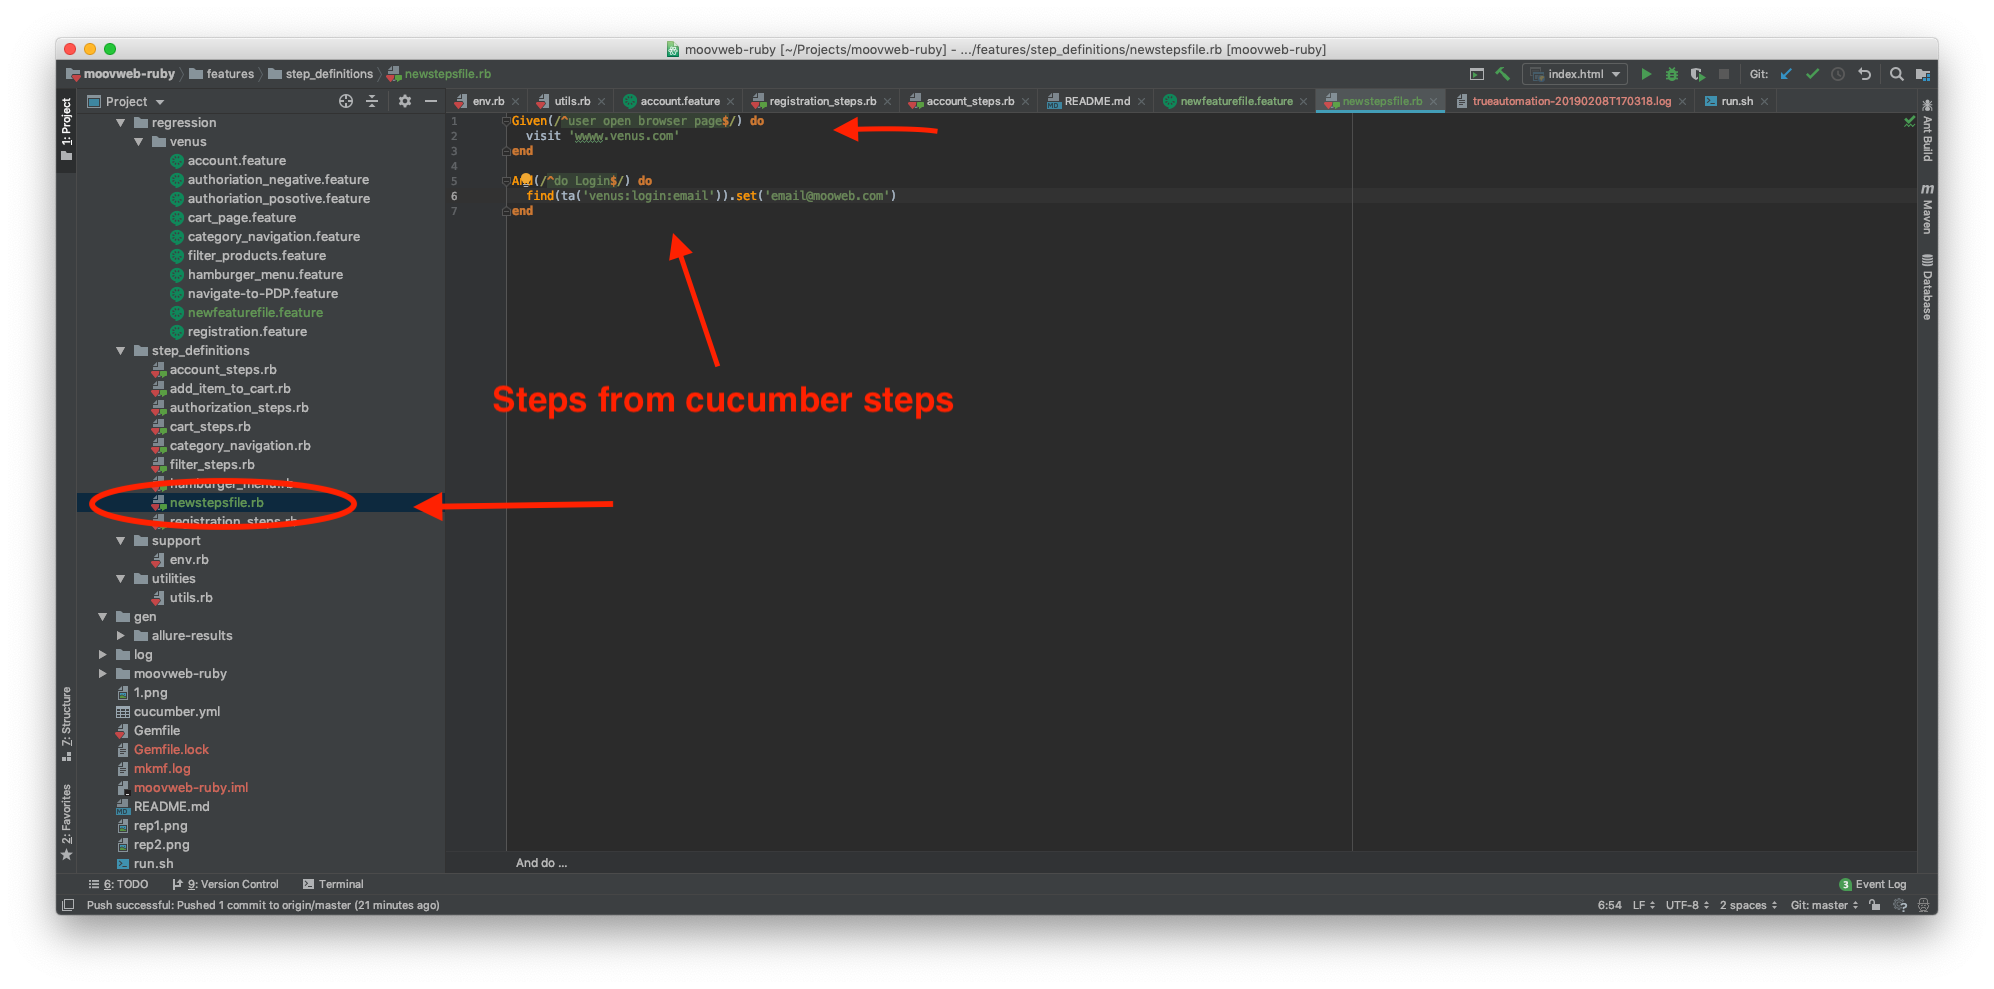 moovweb-ruby [~/Projects/moovweb-ruby] - .../features/step_definitions/newstepsfile.rb [moovweb-ruby]
moovweb-ruby features step_definitions newstepsfile.rb index.html Git:
Project
env.rb utils.rb account.feature registration_steps.rb account_steps.rb README.md newfeaturefile.feature newstepsfile.rb trueautomation-20190208T170318.log run.sh
1: Project
Z: Structure
2: Favorites
regression
venus
account.feature
authoriation_negative.feature
authoriation_posotive.feature
cart_page.feature
category_navigation.feature
filter_products.feature
hamburger_menu.feature
navigate-to-PDP.feature
newfeaturefile.feature
registration.feature
step_definitions
account_steps.rb
add_item_to_cart.rb
authorization_steps.rb
cart_steps.rb
category_navigation.rb
filter_steps.rb
hamburger_menu.rb
newstepsfile.rb
registration_steps.rb
support
env.rb
utilities
utils.rb
gen
allure-results
log
moovweb-ruby
1.png
cucumber.yml
Gemfile
Gemfile.lock
mkmf.log
moovweb-ruby.iml
README.md
rep1.png
rep2.png
run.sh
1 Given(/^user open browser page$/) do
2 visit 'wwww.venus.com'
3 end
4
5 And(/^do Login$/) do
6 find(ta('venus:login:email')).set('email@mooweb.com')
7 end
Steps from cucumber steps
Ant Build
m Maven
Database
And do ...
6: TODO 9: Version Control Terminal 3 Event Log
Push successful: Pushed 1 commit to origin/master (21 minutes ago) 6:54 LF UTF-8 2 spaces Git: master